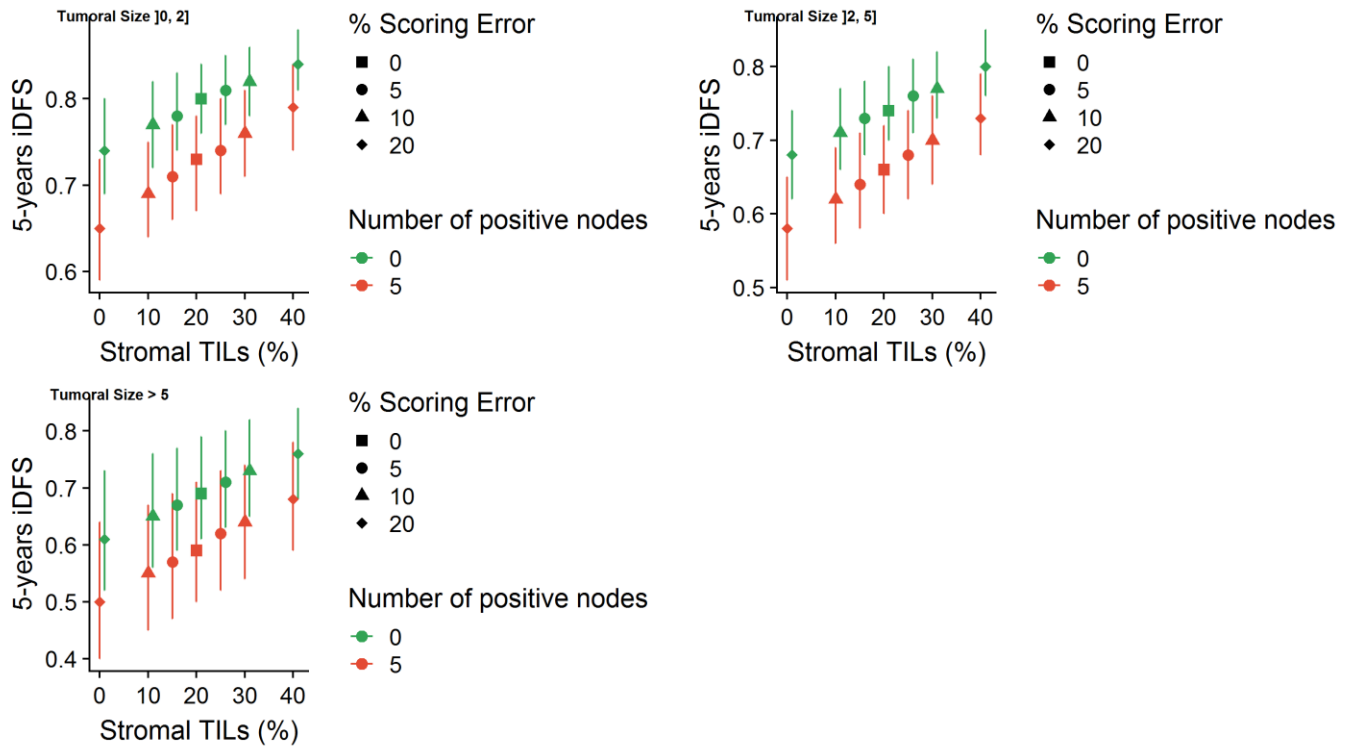 Tumoral Size ]0, 2]
5-years iDFS
0.8
0.7
0.6
0 10 20 30 40
Stromal TILs (%)
% Scoring Error
0
5
10
20
Number of positive nodes
0
5
Tumoral Size ]2, 5]
5-years iDFS
0.8
0.7
0.6
0.5
0 10 20 30 40
Stromal TILs (%)
% Scoring Error
0
5
10
20
Number of positive nodes
0
5
Tumoral Size > 5
5-years iDFS
0.8
0.7
0.6
0.5
0.4
0 10 20 30 40
Stromal TILs (%)
% Scoring Error
0
5
10
20
Number of positive nodes
0
5